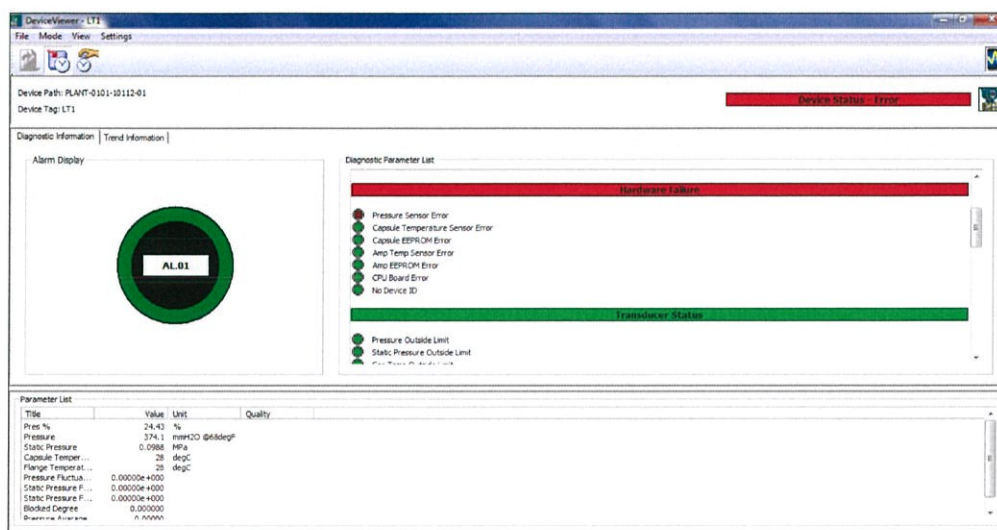 DeviceViewer - LT1
File Mode View Settings
Device Path: PLANT-0101-10112-01
Device Tag: LT1
Device Status - Error
Diagnostic Information Trend Information
Alarm Display
AL.01
Diagnostic Parameter List
Hardware Failure
Pressure Sensor Error
Capsule Temperature Sensor Error
Capsule EEPROM Error
Amp Temp Sensor Error
Amp EEPROM Error
CPU Board Error
No Device ID
Transducer Status
Pressure Outside Limit
Static Pressure Outside Limit
Parameter List
Title Value Unit Quality
Pres % 24.43 %
Pressure 374.1 mmH2O @68degF
Static Pressure 0.0988 MPa
Capsule Temper... 28 degC
Flange Temperat... 28 degC
Pressure Fluctua... 0.00000e+000
Static Pressure F... 0.00000e+000
Static Pressure F... 0.00000e+000
Blocked Degree 0.000000
Pressure Average 0.00000